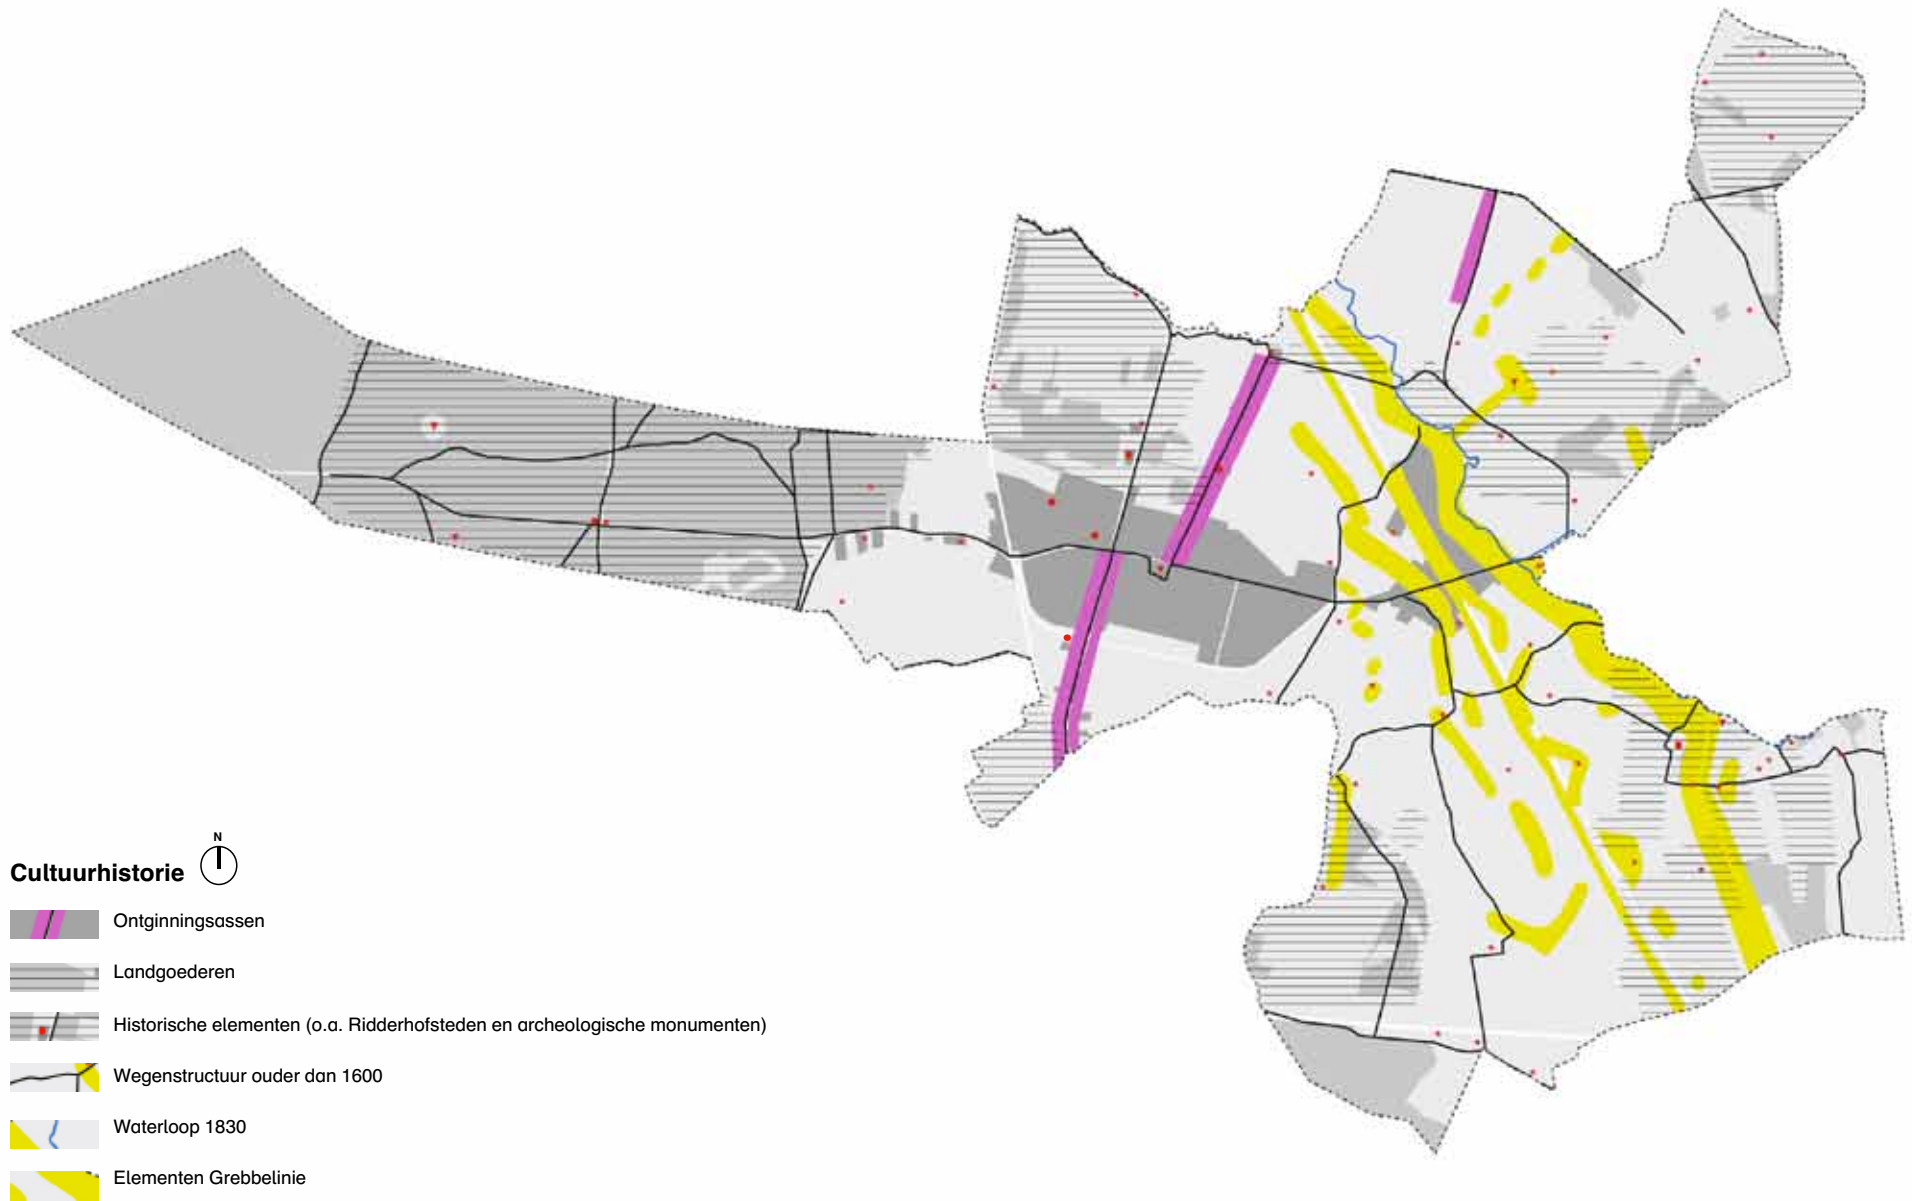 N
Cultuurhistorie
Ontginningsassen
Landgoederen
Historische elementen (o.a. Ridderhofsteden en archeologische monumenten)
Wegenstructuur ouder dan 1600
Waterloop 1830
Elementen Grebbelinie